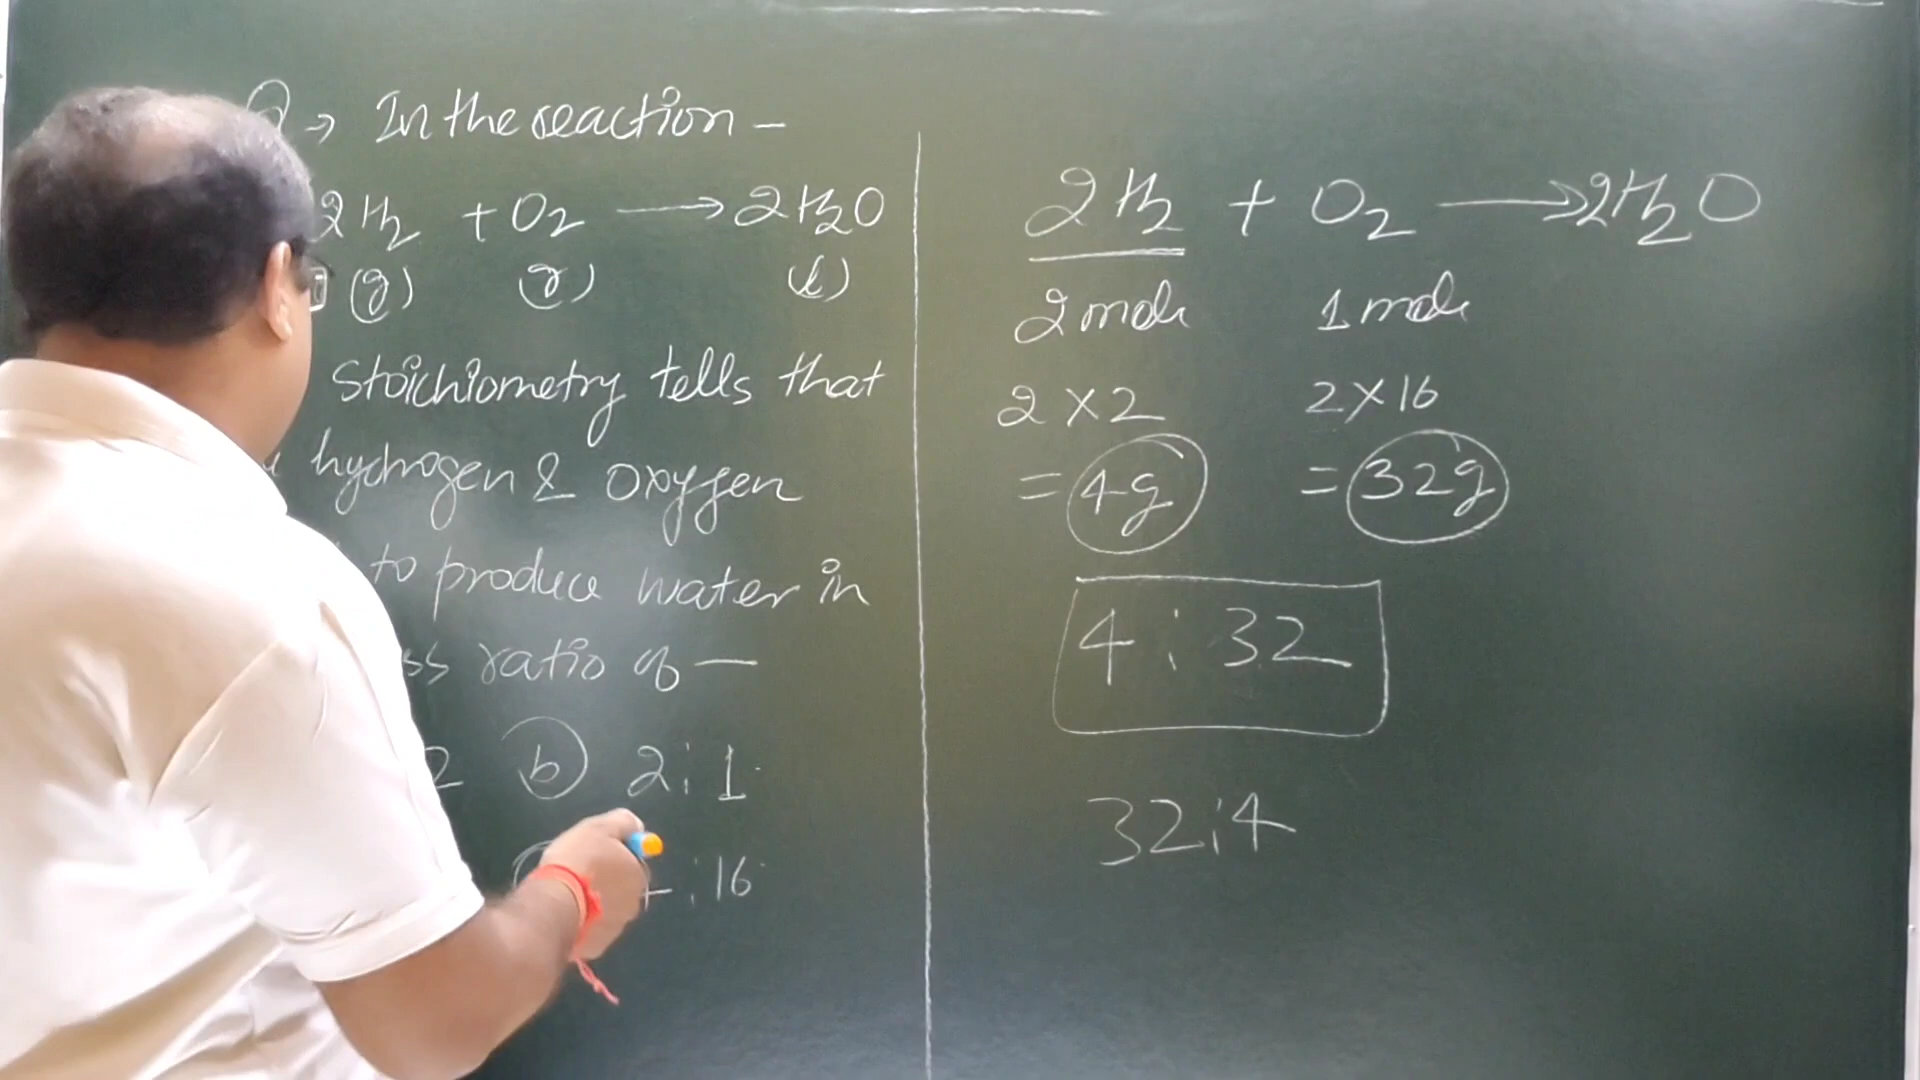 Q → In the reaction –
2H2 + O2 → 2H2O
(g) (g) (l)
Stoichiometry tells that
hydrogen & oxygen
to produce water in
ss ratio of —
2 (b) 2:1
:16
2H2 + O2 → 2H2O
2 mole 1 mole
2×2 2×16
= 4g = 32g
4 : 32
32:4